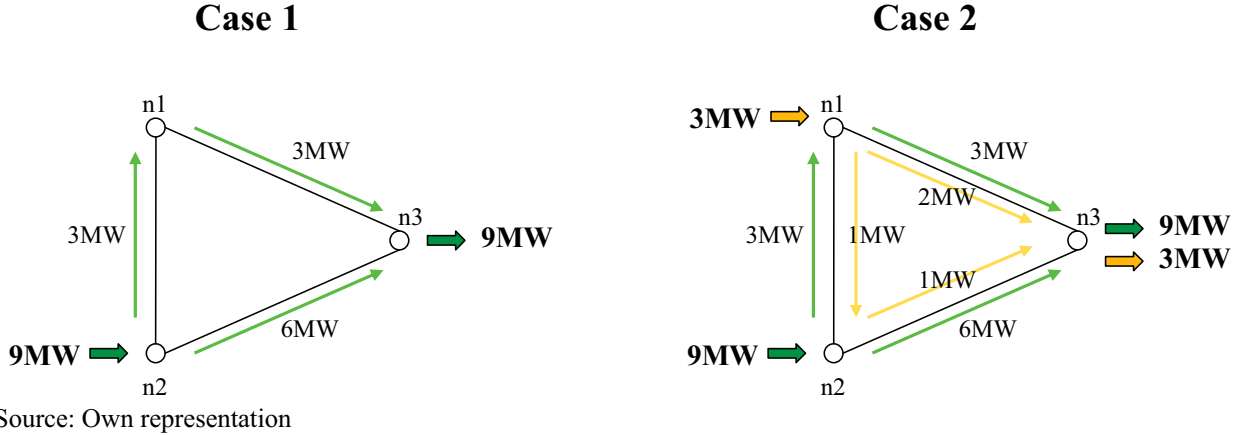 Case 1
n1
3MW
n3
3MW
9MW
6MW
9MW
n2
Case 2
n1
3MW
3MW
2MW
n3
9MW
3MW
1MW
3MW
1MW
6MW
9MW
n2
Source: Own representation